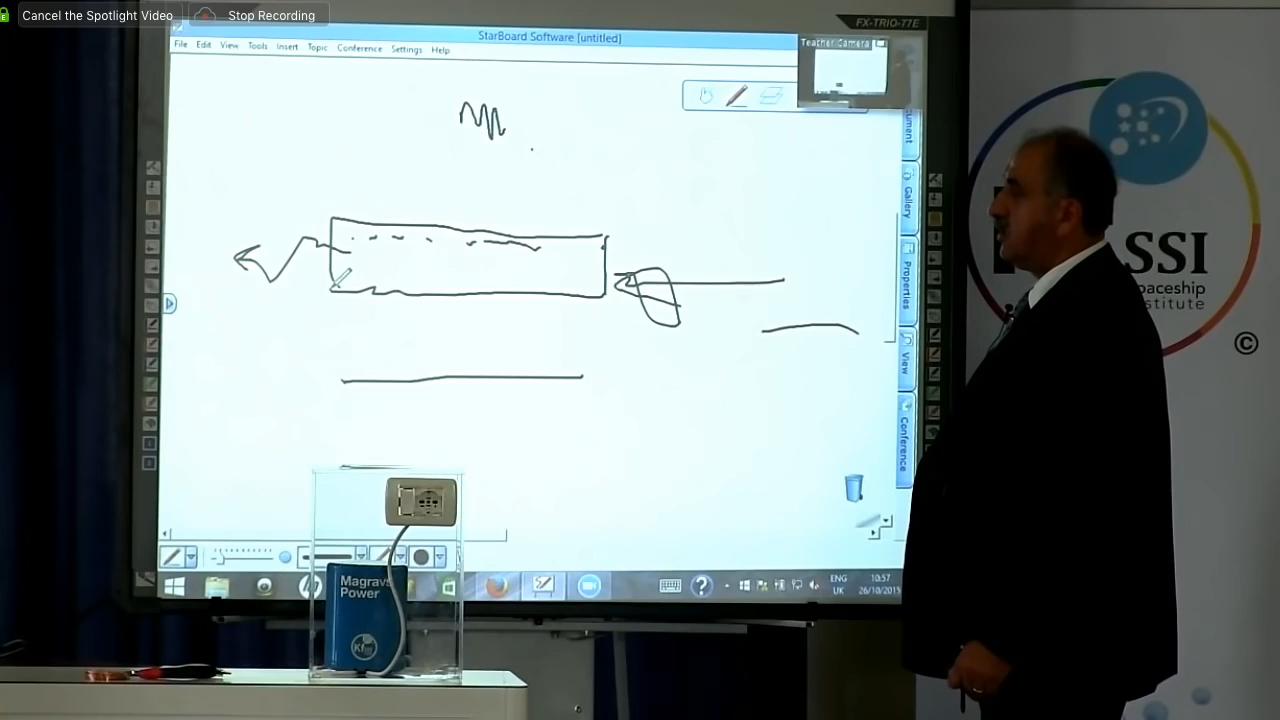 Cancel the Spotlight Video
Stop Recording
FX-TRIO-77E
StarBoard Software [untitled]
File Edit View Tools Insert Topic Conference Settings Help
Teacher Camera
Gallery
Properties
View
Conference
SSI
paceship
stitute
©
Magravs
Power
ENG
UK
10:57
26/10/2015